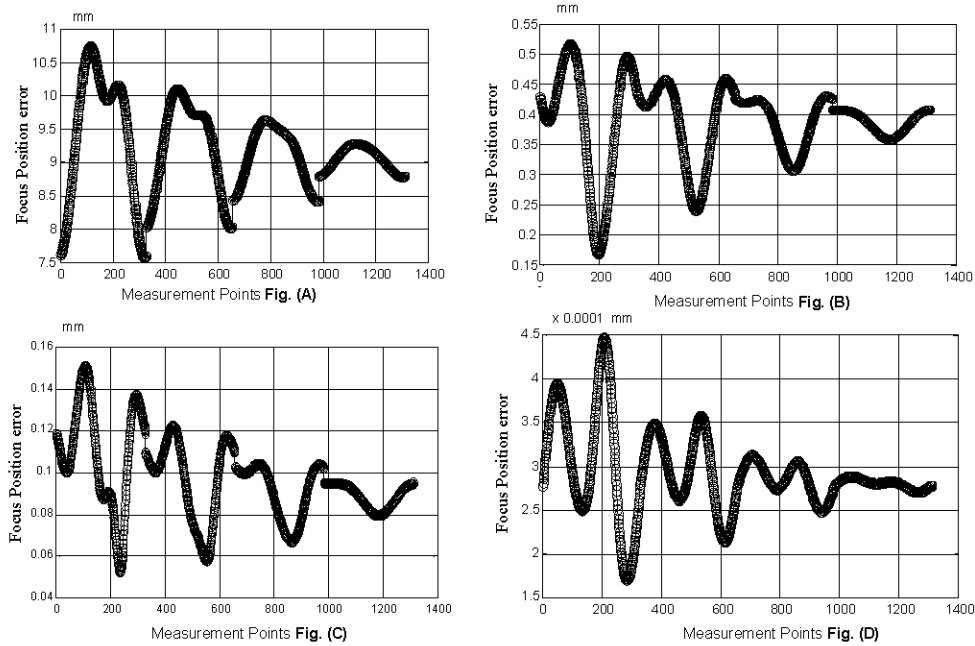 mm
11
10.5
10
9.5
9
8.5
8
7.5
0 200 400 600 800 1000 1200 1400
Focus Position error
Measurement Points Fig. (A)
mm
0.55
0.5
0.45
0.4
0.35
0.3
0.25
0.2
0.15
0 200 400 600 800 1000 1200 1400
Focus Position error
Measurement Points Fig. (B)
mm
0.16
0.14
0.12
0.1
0.08
0.06
0.04
0 200 400 600 800 1000 1200 1400
Focus Position error
Measurement Points Fig. (C)
x 0.0001 mm
4.5
4
3.5
3
2.5
2
1.5
0 200 400 600 800 1000 1200 1400
Focus Position error
Measurement Points Fig. (D)